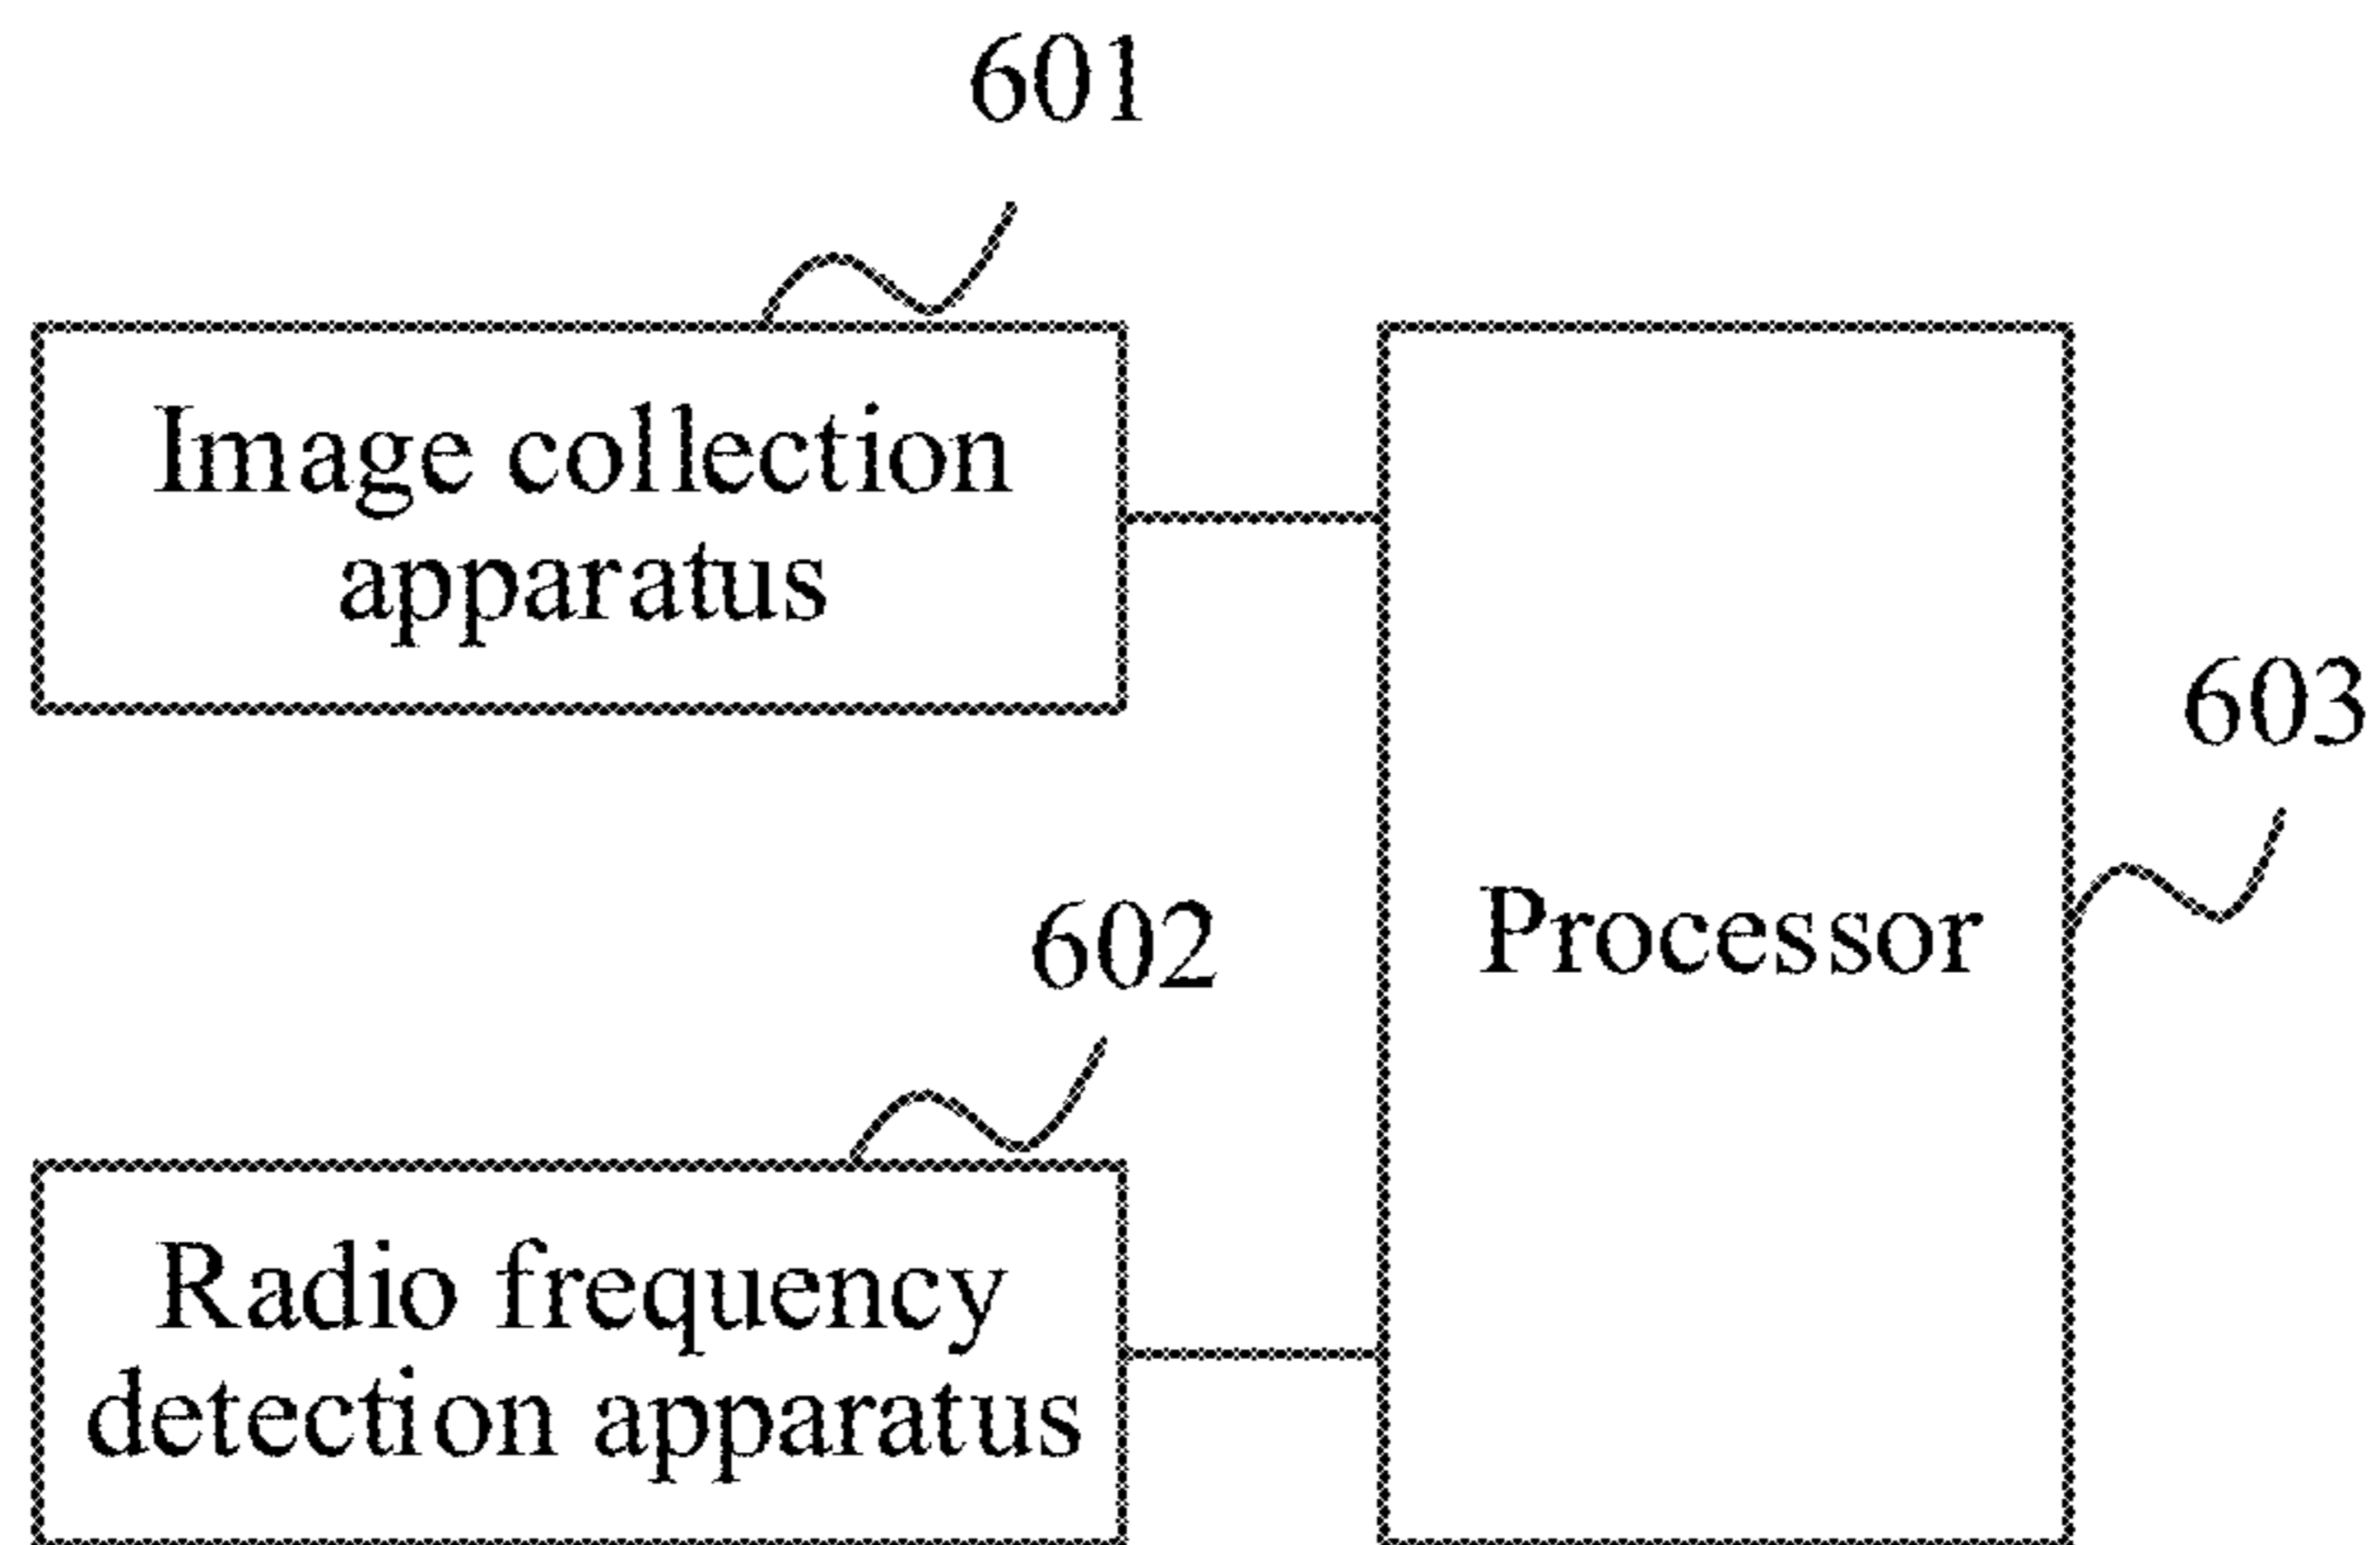 601
Image collection
apparatus
603
602
Processor
Radio frequency
detection apparatus